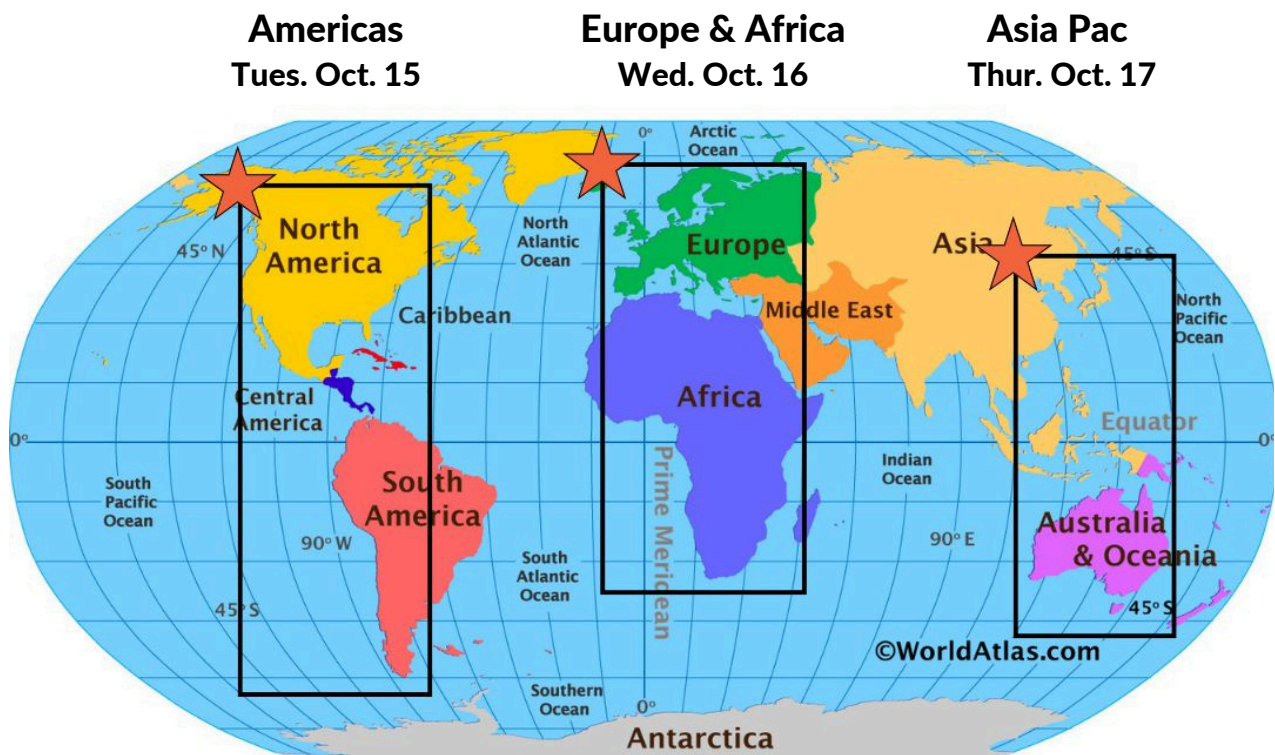 Americas
Tues. Oct. 15
Europe & Africa
Wed. Oct. 16
Asia Pac
Thur. Oct. 17
0°
Arctic
Ocean
North
America
45° N
North
Atlantic
Ocean
Europe
Asia
45° S
Caribbean
Middle East
North
Pacific
Ocean
Central
America
Africa
Equator
0°
0°
South
Pacific
Ocean
South
America
90° W
Prime Meridean
Indian
Ocean
90° E
Australia
& Oceania
South
Atlantic
Ocean
45° S
45° S
©WorldAtlas.com
Southern
Ocean
0°
Antarctica